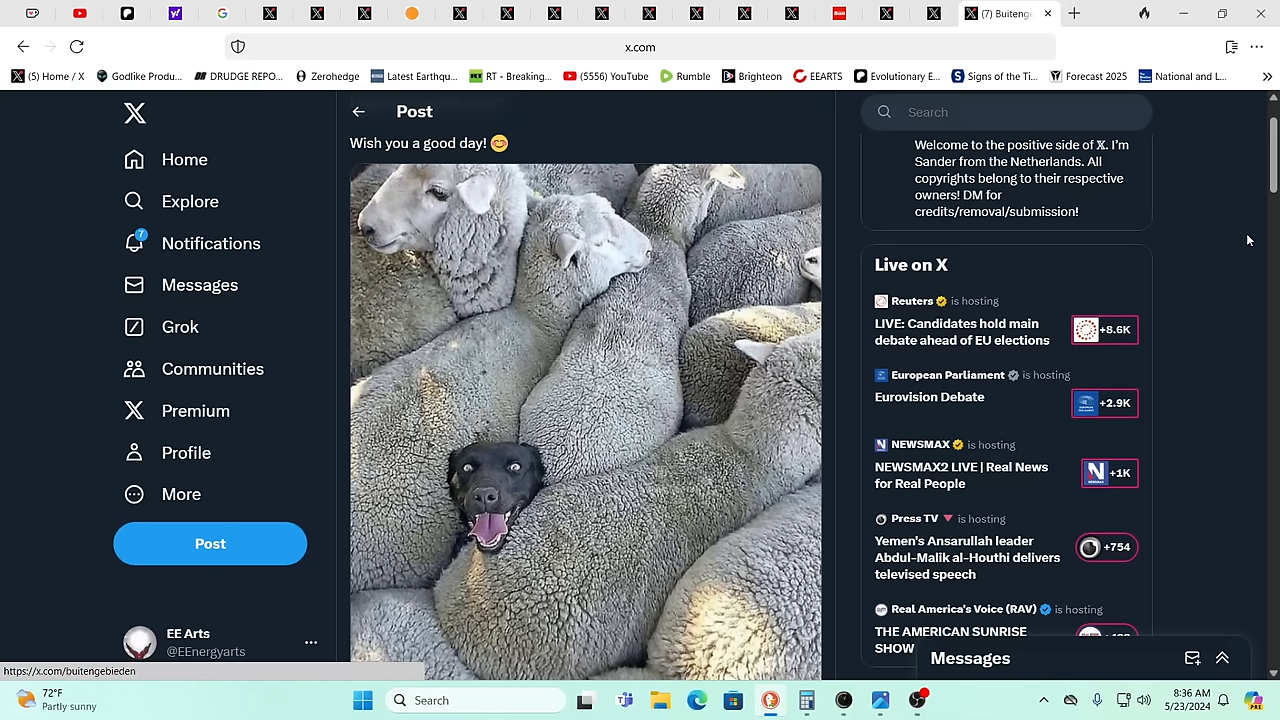 (7) Buitenge
x.com
(5) Home / X
Godlike Produ...
DRUDGE REPO...
Zerohedge
Latest Earthqu...
RT - Breaking...
(5556) YouTube
Rumble
Brighteon
EEARTS
Evolutionary E...
Signs of the Ti...
Forecast 2025
National and L...
Home
Explore
7
Notifications
Messages
Grok
Communities
Premium
Profile
More
Post
EE Arts
@EEnergyarts
https://x.com/buitengebieden
Post
Wish you a good day! 😊
Search
Welcome to the positive side of 𝕏. I'm
Sander from the Netherlands. All
copyrights belong to their respective
owners! DM for
credits/removal/submission!
Live on X
Reuters is hosting
LIVE: Candidates hold main
debate ahead of EU elections
+8.6K
European Parliament is hosting
Eurovision Debate
+2.9K
NEWSMAX is hosting
NEWSMAX2 LIVE | Real News
for Real People
+1K
Press TV is hosting
Yemen's Ansarullah leader
Abdul-Malik al-Houthi delivers
televised speech
+754
Real America's Voice (RAV) is hosting
THE AMERICAN SUNRISE
SHOW
Messages
72°F
Partly sunny
Search
8:36 AM
5/23/2024